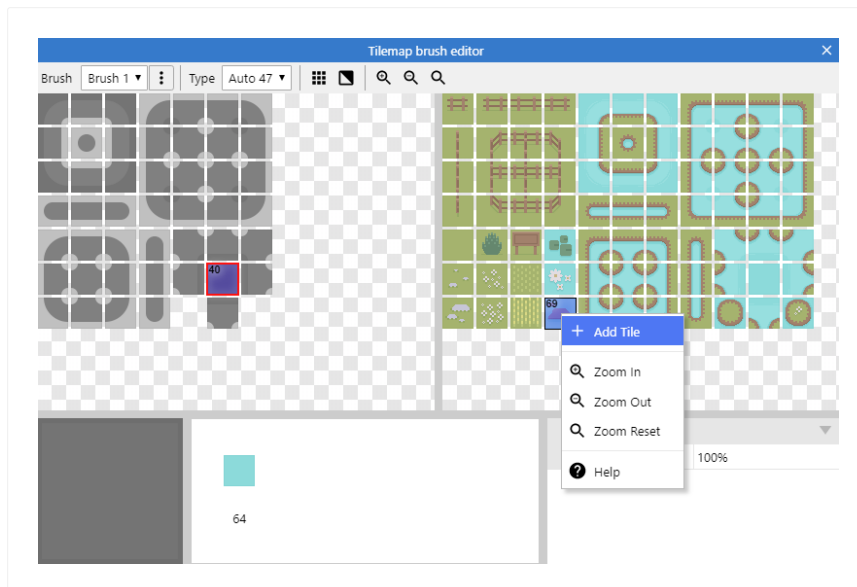 Tilemap brush editor
Brush Brush 1 Type Auto 47
40
69
Add Tile
Zoom In
Zoom Out
Zoom Reset
100%
Help
64